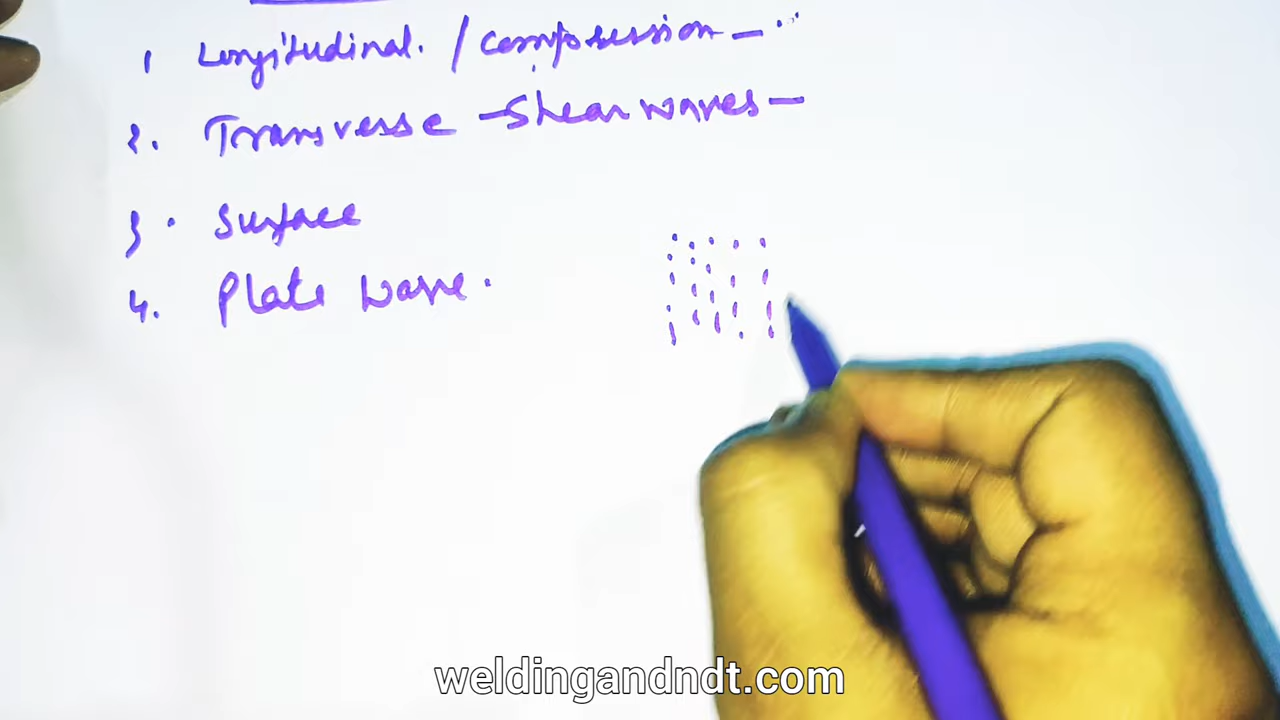 1 Longitudinal. / Compression -
2. Transverse - Shear waves -
3. Surface
4. Plate wave.
weldingandndt.com